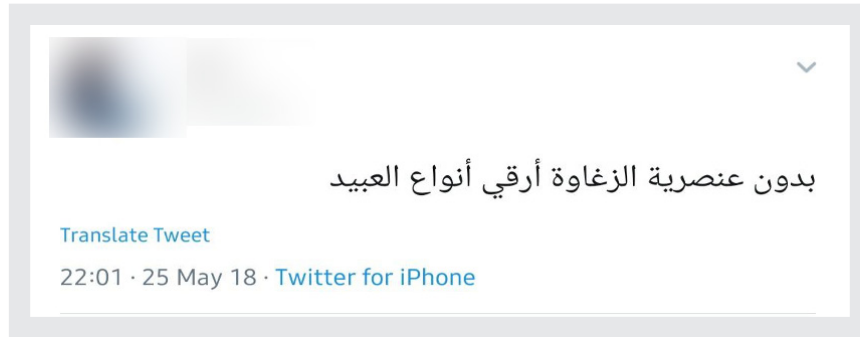 بدون عنصرية الزغاوة أرقي أنواع العبيد
Translate Tweet
22:01 · 25 May 18 · Twitter for iPhone